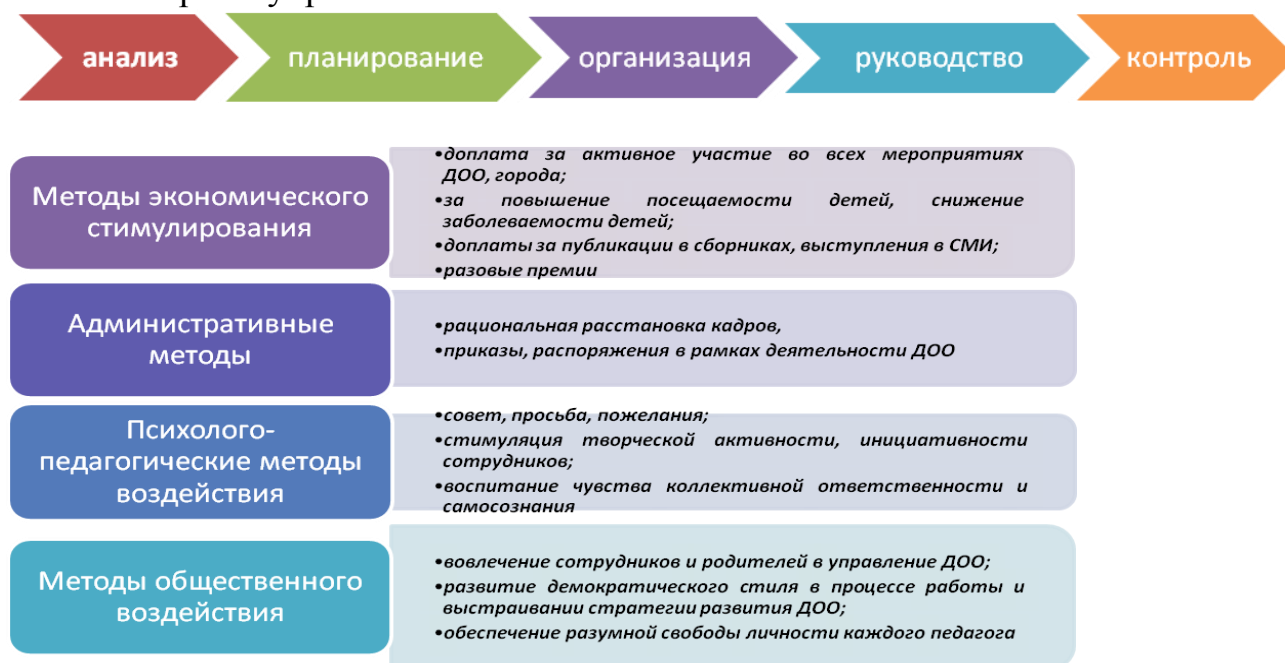 анализ планирование организация руководство контроль
Методы экономического
стимулирования
•доплата за активное участие во всех мероприятиях
ДОО, города;
•за повышение посещаемости детей, снижение
заболеваемости детей;
•доплаты за публикации в сборниках, выступления в СМИ;
•разовые премии
Административные
методы
•рациональная расстановка кадров,
•приказы, распоряжения в рамках деятельности ДОО
Психолого-
педагогические методы
воздействия
•совет, просьба, пожелания;
•стимуляция творческой активности, инициативности
сотрудников;
•воспитание чувства коллективной ответственности и
самосознания
Методы общественного
воздействия
•вовлечение сотрудников и родителей в управление ДОО;
•развитие демократического стиля в процессе работы и
выстраивании стратегии развития ДОО;
•обеспечение разумной свободы личности каждого педагога